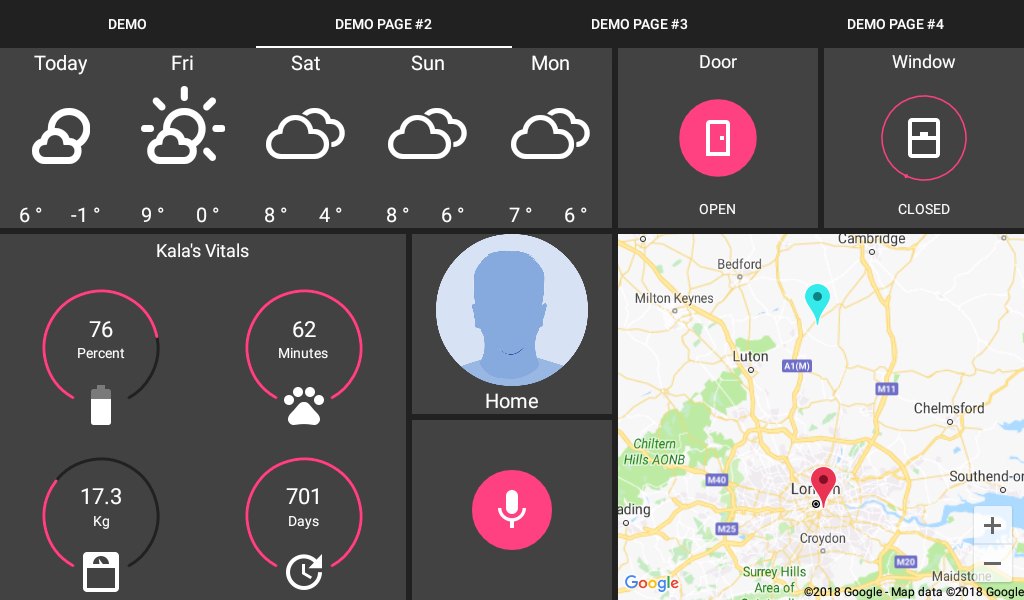 DEMO
DEMO PAGE #2
DEMO PAGE #3
DEMO PAGE #4
Today
Fri
Sat
Sun
Mon
6 ° -1 °
9 ° 0 °
8 ° 4 °
8 ° 6 °
7 ° 6 °
Door
OPEN
Window
CLOSED
Kala's Vitals
76
Percent
62
Minutes
17.3
Kg
701
Days
Home
Cambridge
Bedford
Milton Keynes
Luton
A1(M)
M11
Chelmsford
Chiltern
Hills AONB
M40
London
Southend-on
ading
M25
Croydon
M20
Surrey Hills
Area of
Maidstone
+
−
Google
©2018 Google - Map data ©2018 Google